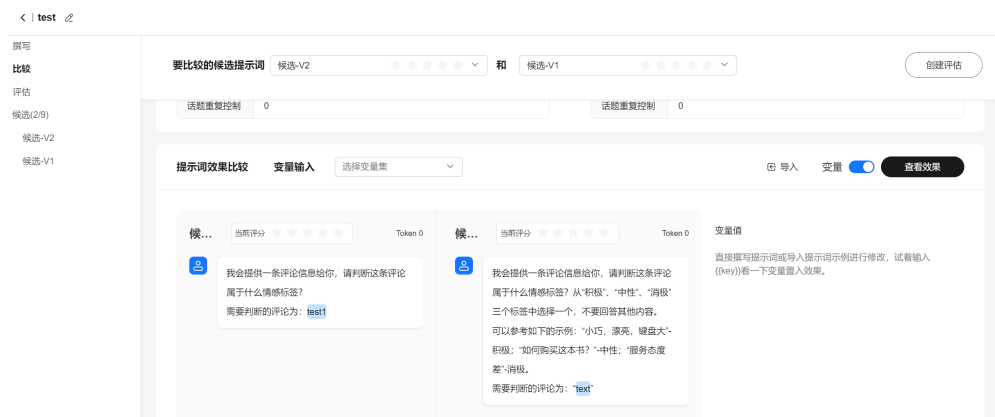 test
撰写
比较
评估
候选(2/9)
候选-V2
候选-V1
要比较的候选提示词
候选-V2
和
候选-V1
创建评估
话题重复控制 0
话题重复控制 0
提示词效果比较
变量输入
选择变量集
导入
变量
查看效果
候...
当前评分
Token 0
我会提供一条评论信息给你，请判断这条评论
属于什么情感标签？
需要判断的评论为：test1
候...
当前评分
Token 0
我会提供一条评论信息给你，请判断这条评论
属于什么情感标签？从“积极”、“中性”、“消极”
三个标签中选择一个，不要回答其他内容。
可以参考如下的示例：“小巧，漂亮，键盘大”-
积极；“如何购买这本书？”-中性；“服务态度
差”-消极。
需要判断的评论为：“text”
变量值
直接撰写提示词或导入提示词示例进行修改，试着输入
{{key}}看一下变量置入效果。